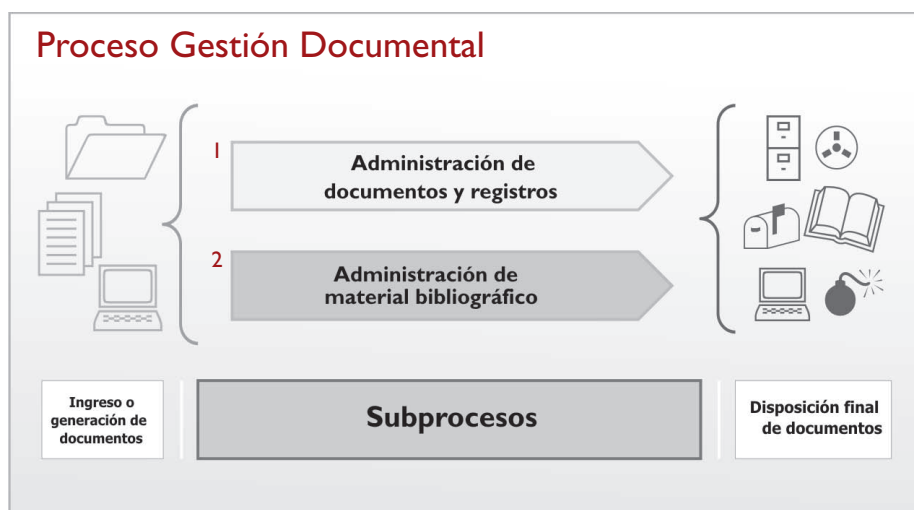 Proceso Gestión Documental
1
Administración de
documentos y registros
2
Administración de
material bibliográfico
Ingreso o
generación de
documentos
Subprocesos
Disposición final
de documentos